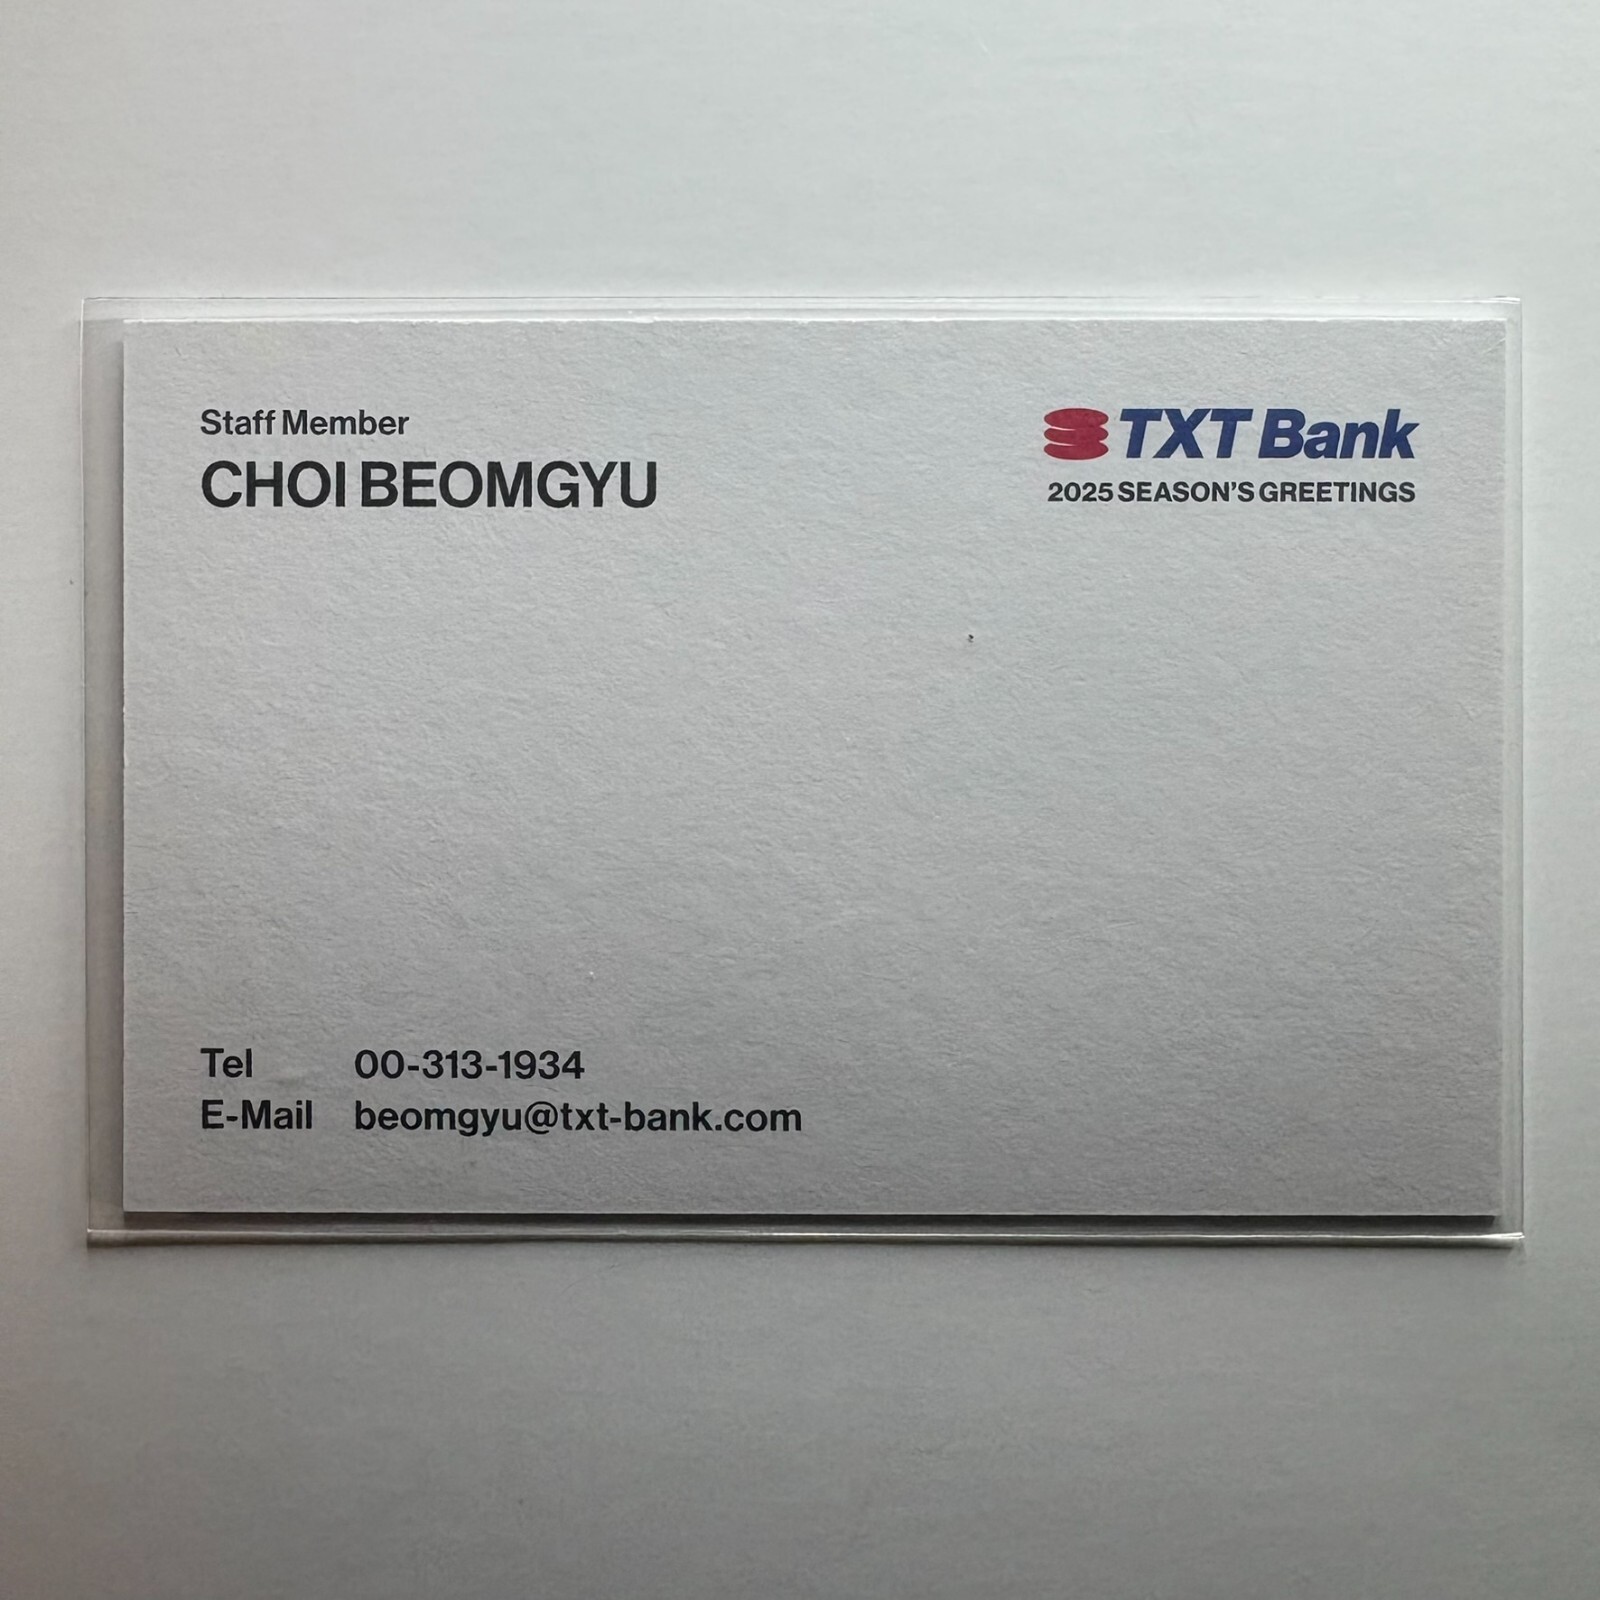 Staff Member
CHOI BEOMGYU
TXT Bank
2025 SEASON'S GREETINGS
Tel 00-313-1934
E-Mail beomgyu@txt-bank.com